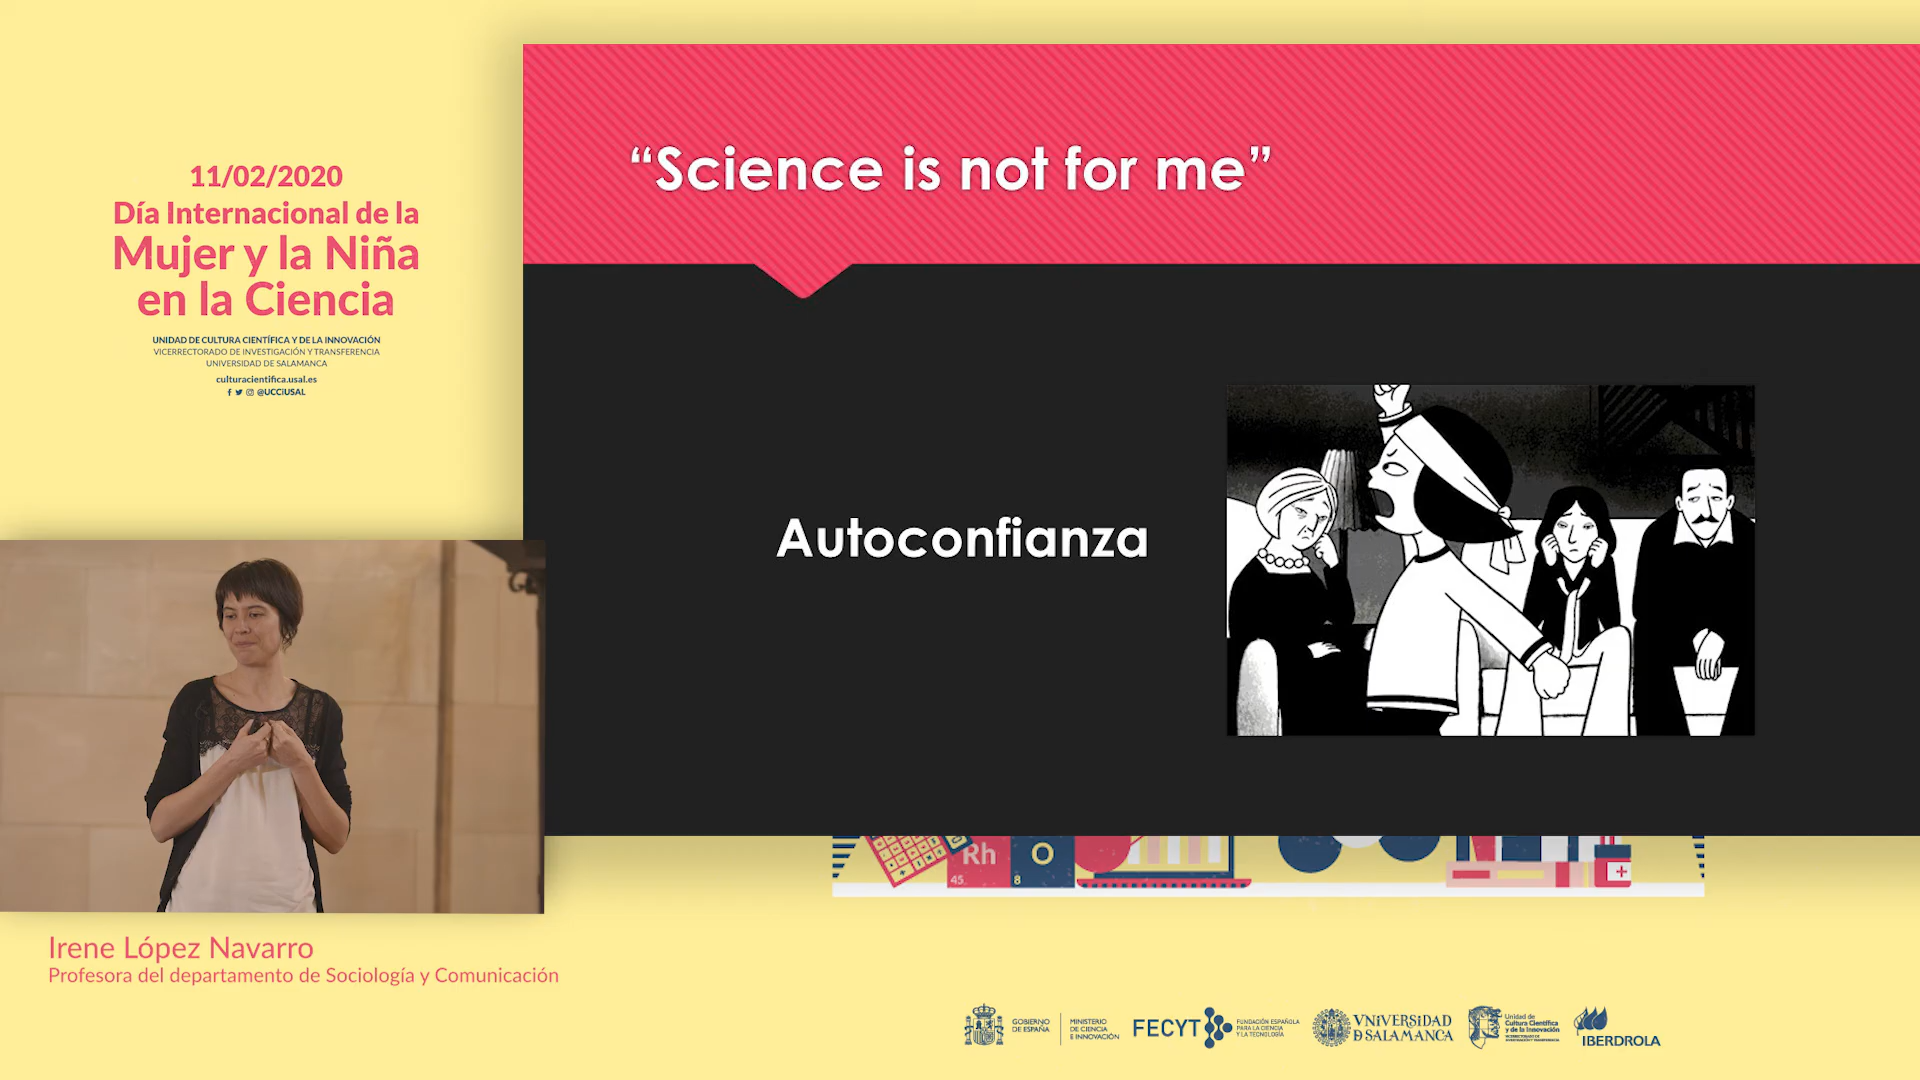 11/02/2020
Día Internacional de la
Mujer y la Niña
en la Ciencia
UNIDAD DE CULTURA CIENTÍFICA Y DE LA INNOVACIÓN
VICERRECTORADO DE INVESTIGACIÓN Y TRANSFERENCIA
UNIVERSIDAD DE SALAMANCA
culturacientifica.usal.es
@UCCiUSAL
“Science is not for me”
Autoconfianza
Rh
45
O
8
Irene López Navarro
Profesora del departamento de Sociología y Comunicación
GOBIERNO
DE ESPAÑA
MINISTERIO
DE CIENCIA
E INNOVACIÓN
FECYT
FUNDACIÓN ESPAÑOLA
PARA LA CIENCIA
Y LA TECNOLOGÍA
VNiVERSiDAD
D SALAMANCA
Unidad de
Cultura Científica
y de la Innovación
IBERDROLA